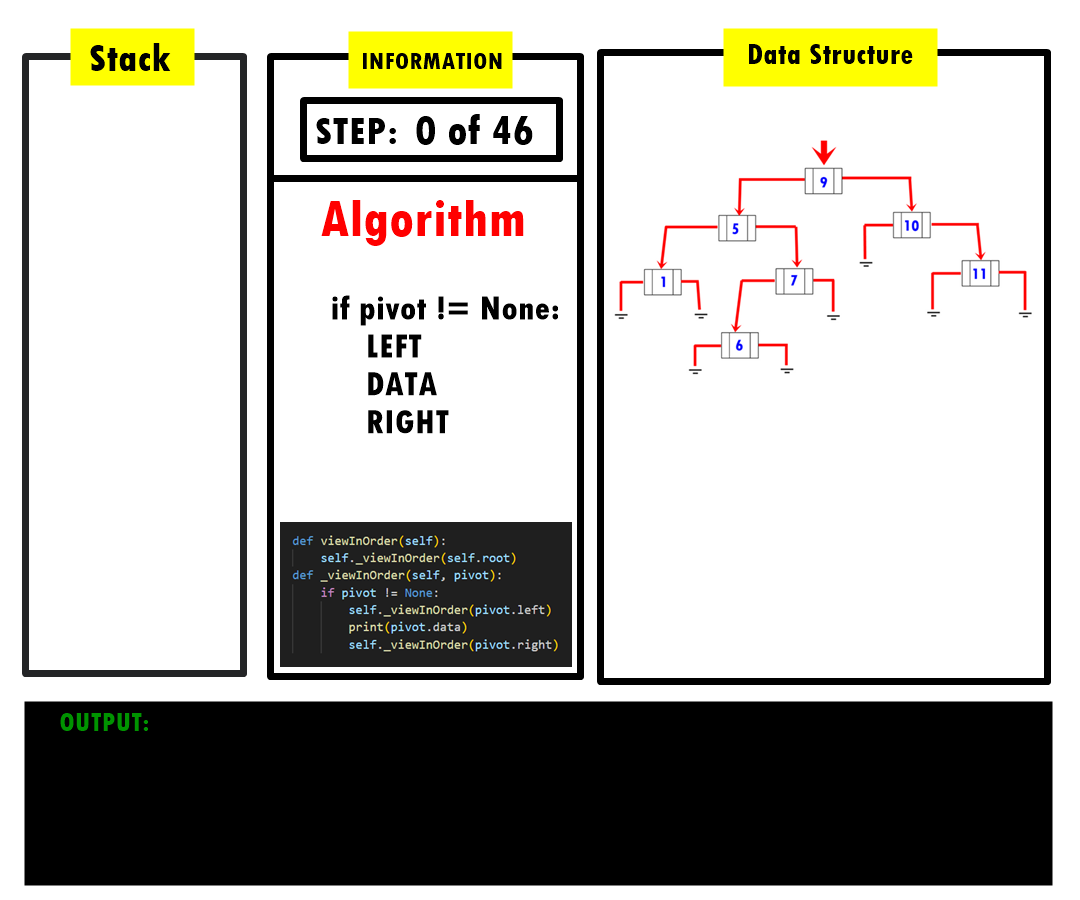 Stack
INFORMATION
STEP: 0 of 46
Algorithm
if pivot != None:
LEFT
DATA
RIGHT
def viewInOrder(self):
self._viewInOrder(self.root)
def _viewInOrder(self, pivot):
if pivot != None:
self._viewInOrder(pivot.left)
print(pivot.data)
self._viewInOrder(pivot.right)
Data Structure
9
5
10
1
7
11
6
OUTPUT: